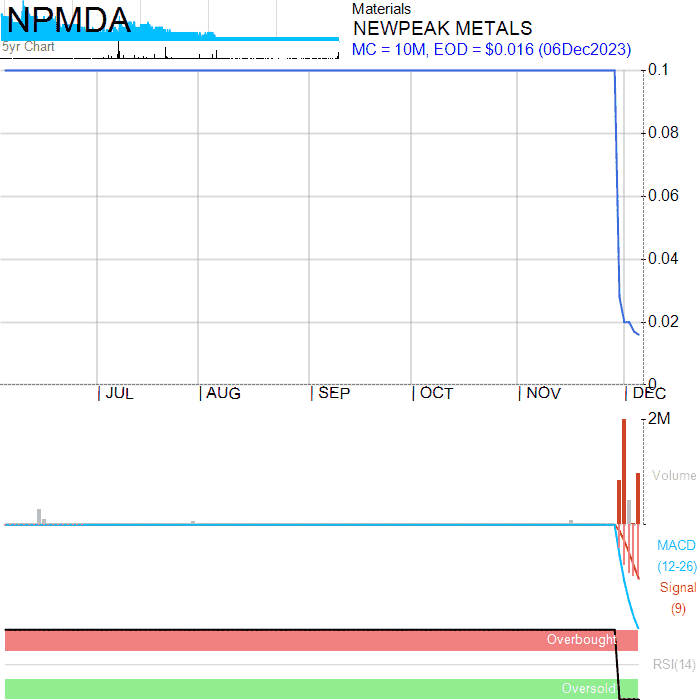 NPMDA
5yr Chart
Materials
NEWPEAK METALS
MC = 10M, EOD = $0.016 (06Dec2023)
0.1
0.08
0.06
0.04
0.02
0
JUL AUG SEP OCT NOV DEC
2M
Volume
MACD
(12-26)
Signal
(9)
Overbought
RSI(14)
Oversold